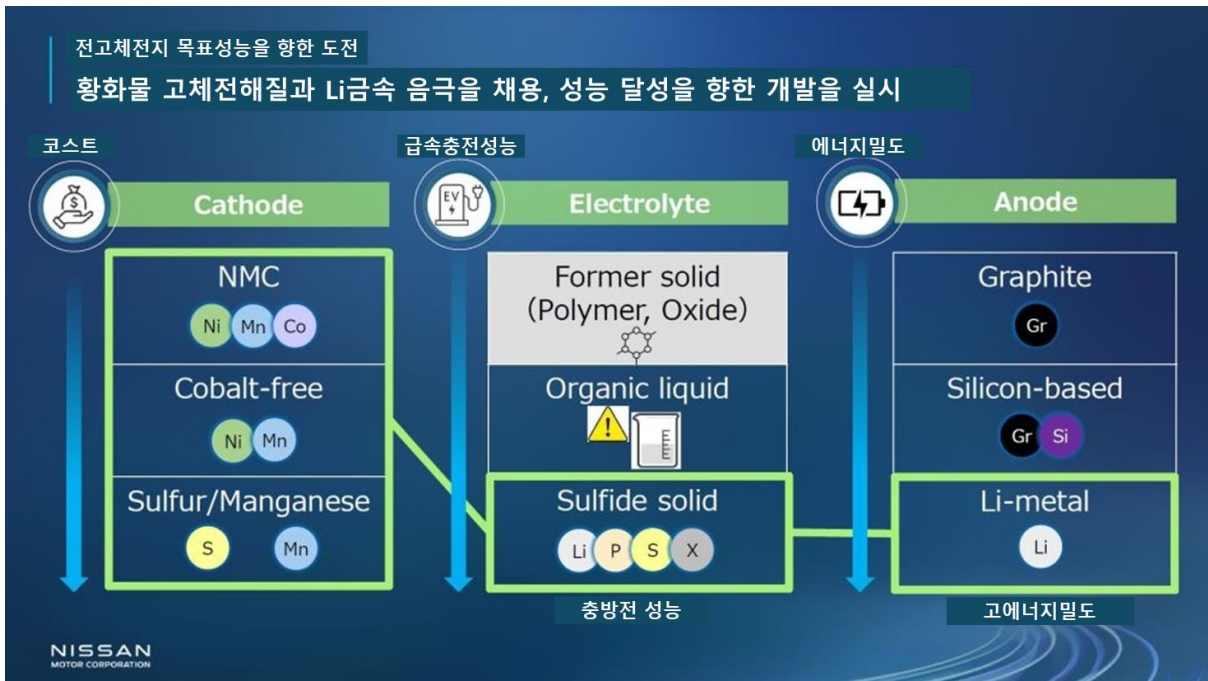 전고체전지 목표성능을 향한 도전
황화물 고체전해질과 Li금속 음극을 채용, 성능 달성을 향한 개발을 실시
코스트
급속충전성능
에너지밀도
$
Cathode
EV
Electrolyte
Anode
NMC
Ni Mn Co
Cobalt-free
Ni Mn
Sulfur/Manganese
S Mn
Former solid
(Polymer, Oxide)
Organic liquid
!
Sulfide solid
Li P S X
충방전 성능
Graphite
Gr
Silicon-based
Gr Si
Li-metal
Li
고에너지밀도
NISSAN
MOTOR CORPORATION